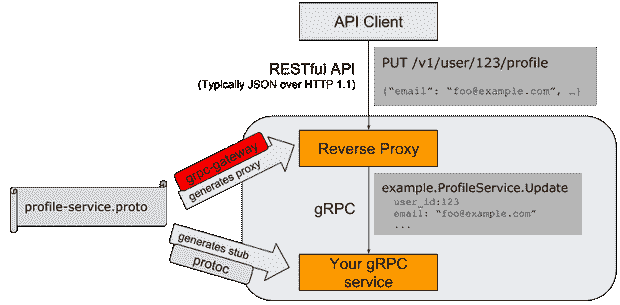 API Client
RESTful API
(Typically JSON over HTTP 1.1)
PUT /v1/user/123/profile
{“email”: “foo@example.com”, …}
grpc-gateway
generates proxy
Reverse Proxy
profile-service.proto
gRPC
example.ProfileService.Update
user_id:123
email: “foo@example.com”
...
generates stub
protoc
Your gRPC
service